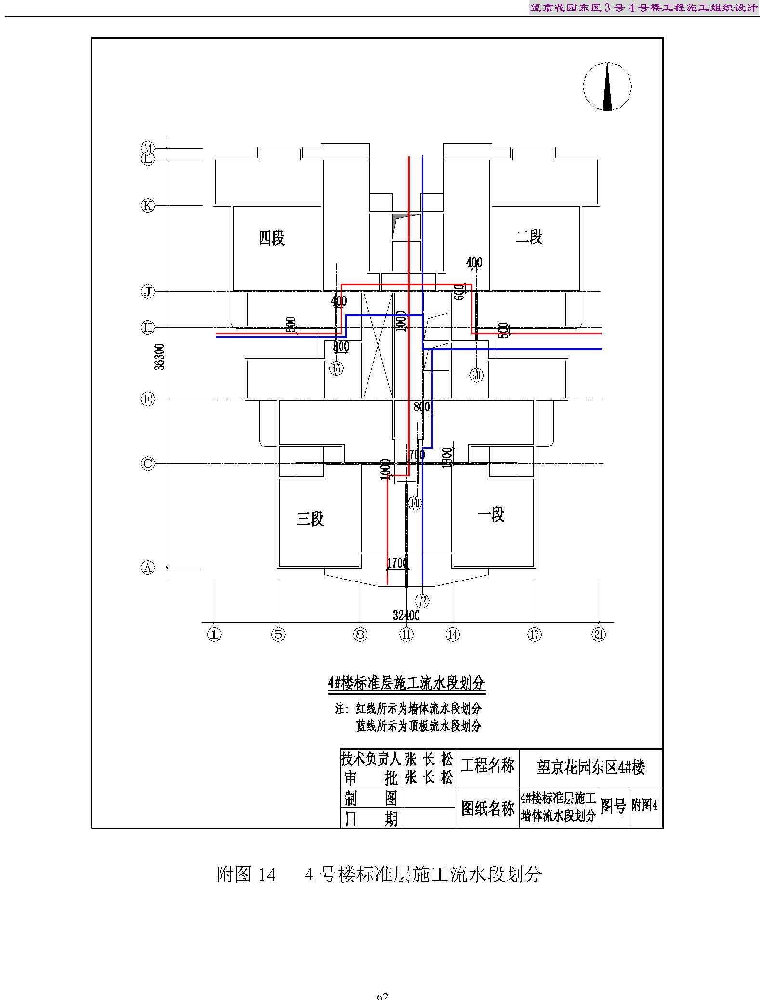 望京花园东区3号4号楼工程施工组织设计
M
L
K
四段
二段
400
J
600
400
500
1000
H
500
36300
800
3/7
2/14
E
800
700
1300
C
1000
1/11
三段
一段
A
1700
1/12
32400
1
5
8
11
14
17
21
4#楼标准层施工流水段划分
注：红线所示为墙体流水段划分
蓝线所示为顶板流水段划分
技术负责人 张长松 工程名称 望京花园东区4#楼
审批 张长松
制图 图纸名称 4#楼标准层施工墙体流水段划分 图号 附图4
日期
附图14 4号楼标准层施工流水段划分
62